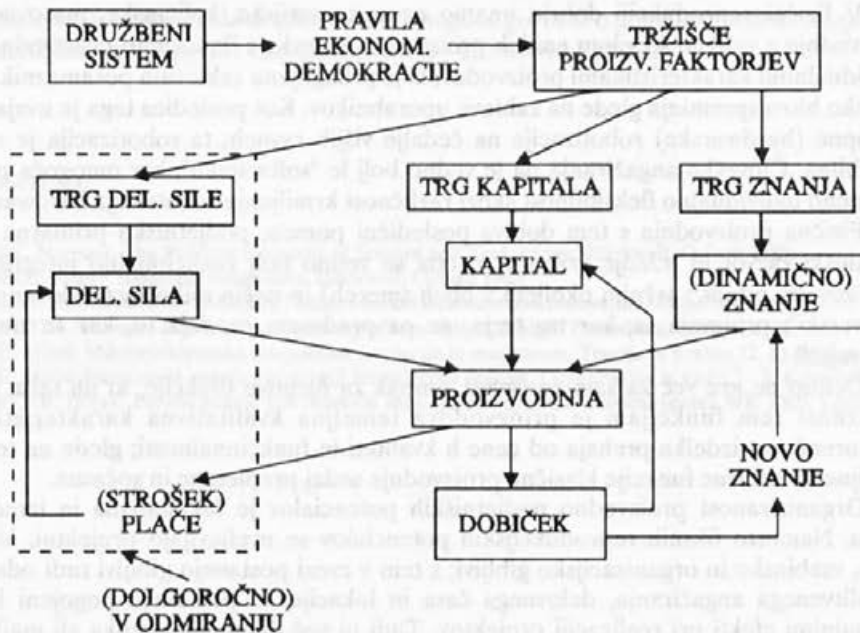 DRUŽBENI
SISTEM
PRAVILA
EKONOM.
DEMOKRACIJE
TRŽIŠČE
PROIZV. FAKTORJEV
TRG DEL. SILE
TRG KAPITALA
TRG ZNANJA
DEL. SILA
KAPITAL
(DINAMIČNO)
ZNANJE
PROIZVODNJA
(STROŠEK)
PLAČE
DOBIČEK
NOVO
ZNANJE
(DOLGOROČNO)
V ODMIRANJU